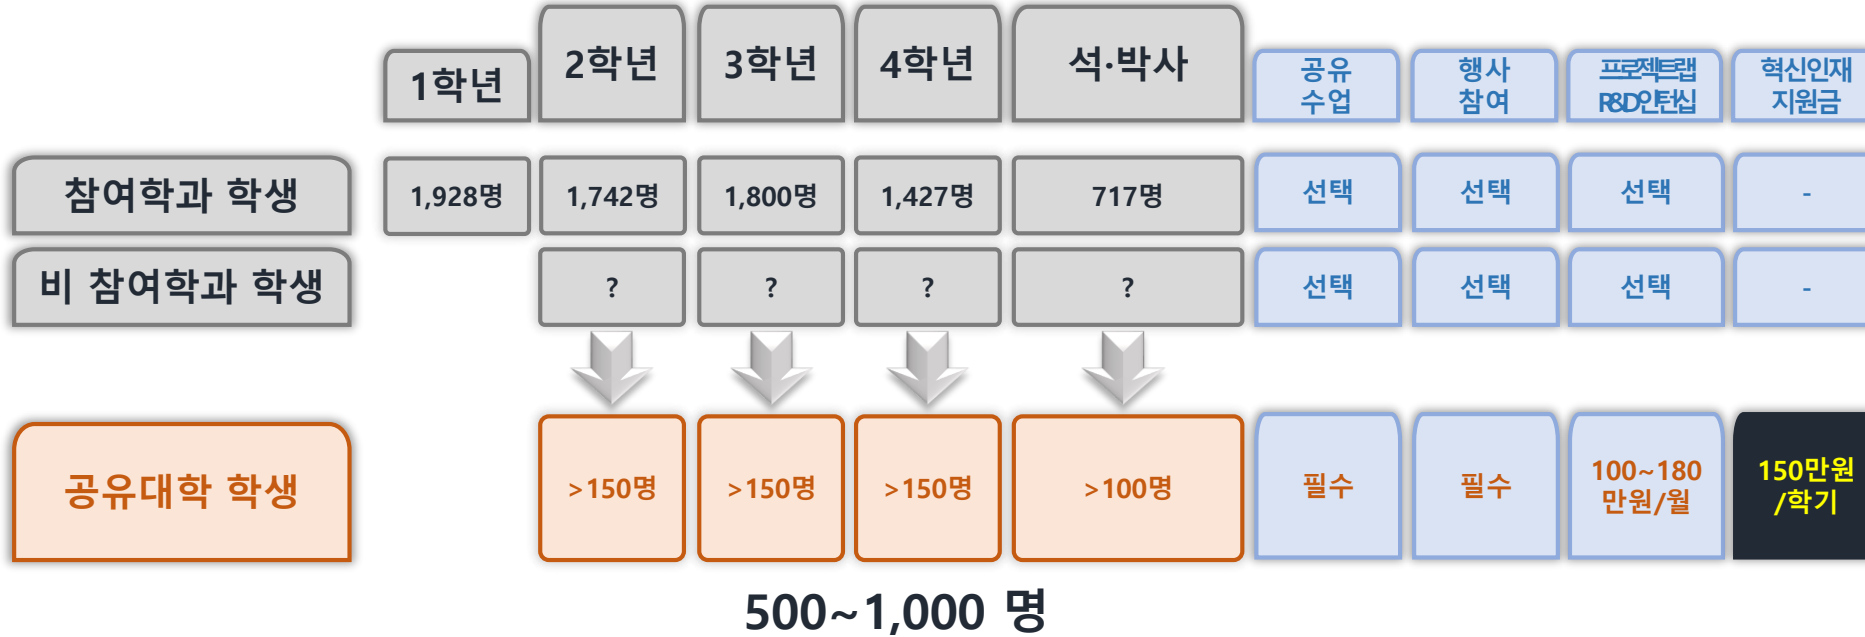 1학년
2학년
3학년
4학년
석·박사
공유
수업
행사
참여
프로젝트랩
R&D인턴십
혁신인재
지원금
참여학과 학생
1,928명
1,742명
1,800명
1,427명
717명
선택
선택
선택
-
비 참여학과 학생
?
?
?
?
선택
선택
선택
-
공유대학 학생
>150명
>150명
>150명
>100명
필수
필수
100~180
만원/월
150만원
/학기
500~1,000 명